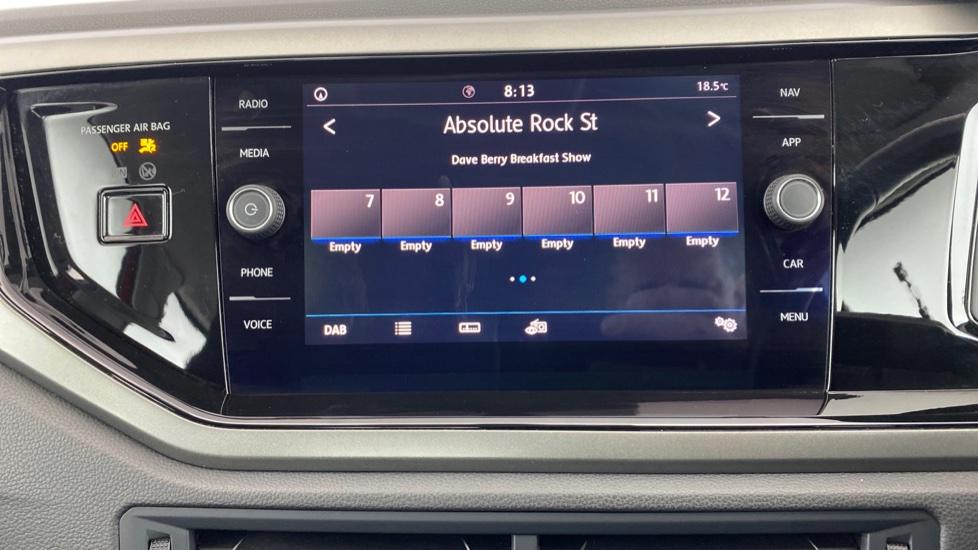 RADIO
MEDIA
PHONE
VOICE
PASSENGER AIR BAG
OFF
8:13
18.5°C
< Absolute Rock St >
Dave Berry Breakfast Show
7 8 9 10 11 12
Empty Empty Empty Empty Empty Empty
DAB
NAV
APP
CAR
MENU